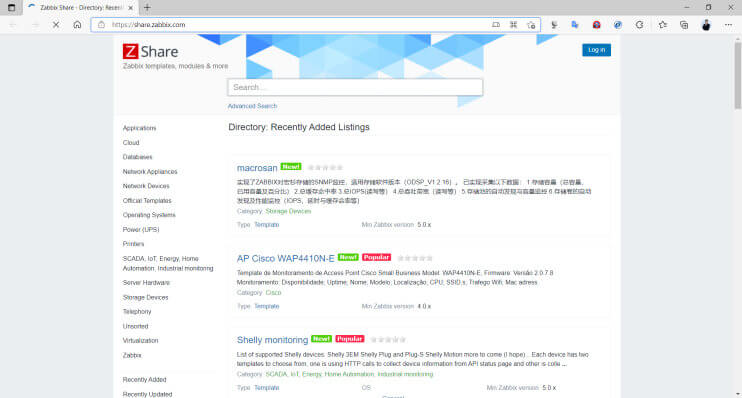 Zabbix Share - Directory: Recent
https://share.zabbix.com
Z Share
Zabbix templates, modules & more
Log in
Search...
Advanced Search
Applications
Cloud
Databases
Network Appliances
Network Devices
Official Templates
Operating Systems
Power (UPS)
Printers
SCADA, IoT, Energy, Home
Automation, Industrial monitoring
Server Hardware
Storage Devices
Telephony
Unsorted
Virtualization
Zabbix
Recently Added
Recently Updated
Directory: Recently Added Listings
macrosan New!
实现了ZABBIX对宏杉存储的SNMP监控，适用存储软件版本（ODSP_V1 2 16）。 已实现采集以下数据： 1.存储容量（总容量、
已用容量及百分比） 2.总缓存命中率 3.总IOPS(读写等） 4.总吞吐带宽（读写等） 5.存储池的自动发现与容量监控 6.存储卷的自动
发现及性能监控（IOPS、延时与缓存命率等）
Category: Storage Devices
Type Template Min Zabbix version 5.0.x
AP Cisco WAP4410N-E New! Popular
Template de Monitoramento de Access Point Cisco Small Business Model: WAP4410N-E, Firmware: Versão 2.0.7.8
Monitoramento: Disponibilidade; Uptime; Nome; Modelo; Localização; CPU; SSID,s; Trafego Wifi; Mac adress
Category: Cisco
Type Template Min Zabbix version 4.0.x
Shelly monitoring New! Popular
List of supported Shelly devices: Shelly 3EM Shelly Plug and Plug-S Shelly Motion more to come (I hope)... Each device has two
templates to choose from, one is using HTTP calls to collect device information from API status page and other is colle ...
Category: SCADA, IoT, Energy, Home Automation, Industrial monitoring
Type Template OS Min Zabbix version 5.0.x
General